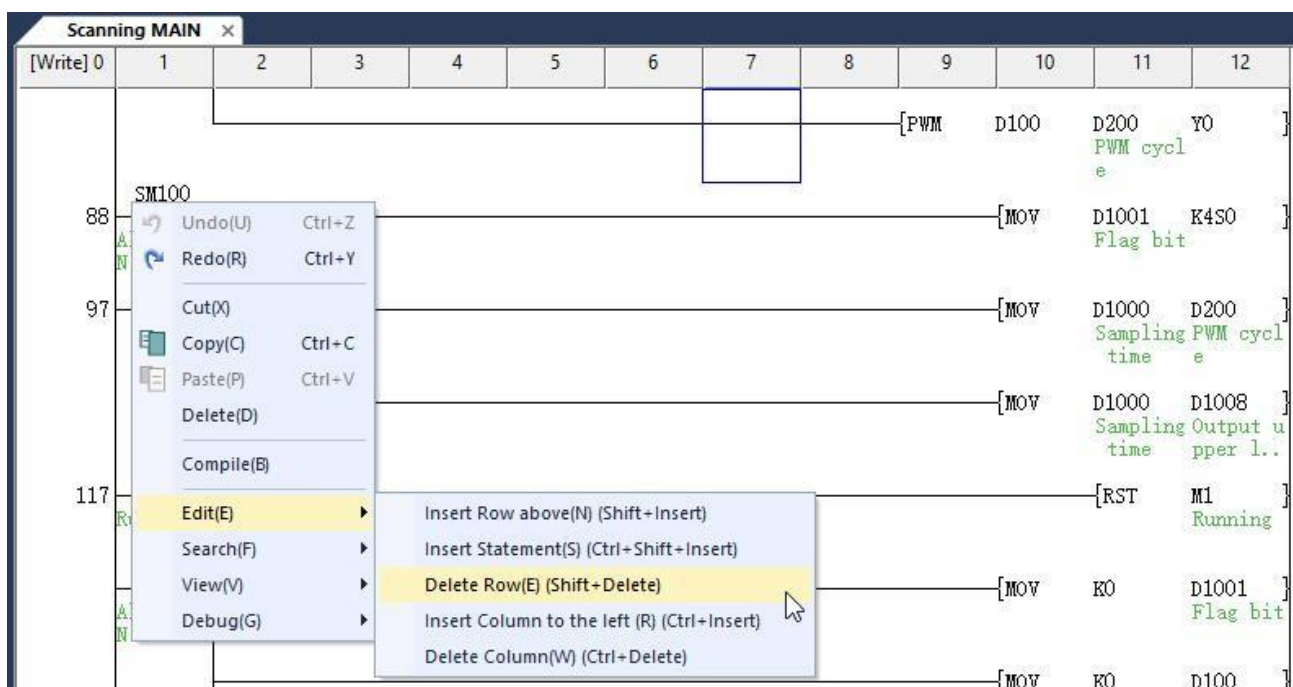 Scanning MAIN ×
[Write] 0 1 2 3 4 5 6 7 8 9 10 11 12
[PWM D100 D200 Y0 ]
PWM cycl
e
SM100
88 [MOV D1001 K4S0 ]
Flag bit
97 [MOV D1000 D200 ]
Sampling PWM cycl
time e
[MOV D1000 D1008 ]
Sampling Output u
time pper l..
117 [RST M1 ]
Running
[MOV K0 D1001 ]
Flag bit
[MOV K0 D100 ]
Undo(U) Ctrl+Z
Redo(R) Ctrl+Y
Cut(X)
Copy(C) Ctrl+C
Paste(P) Ctrl+V
Delete(D)
Compile(B)
Edit(E)
Search(F)
View(V)
Debug(G)
Insert Row above(N) (Shift+Insert)
Insert Statement(S) (Ctrl+Shift+Insert)
Delete Row(E) (Shift+Delete)
Insert Column to the left (R) (Ctrl+Insert)
Delete Column(W) (Ctrl+Delete)